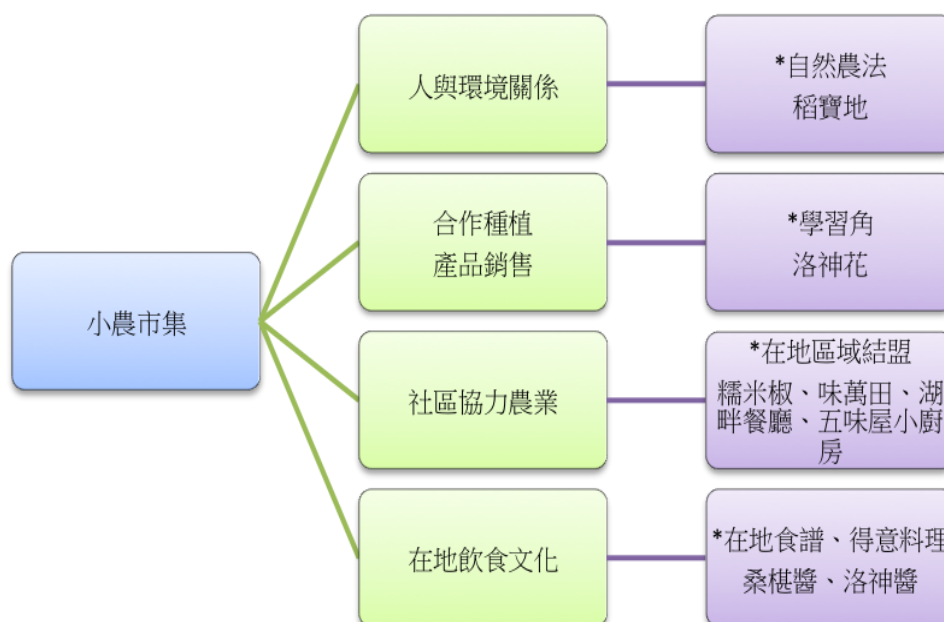 小農市集
人與環境關係
*自然農法
稻寶地
合作種植
產品銷售
*學習角
洛神花
社區協力農業
*在地區域結盟
糯米椒、味萬田、湖
畔餐廳、五味屋小廚
房
在地飲食文化
*在地食譜、得意料理
桑椹醬、洛神醬